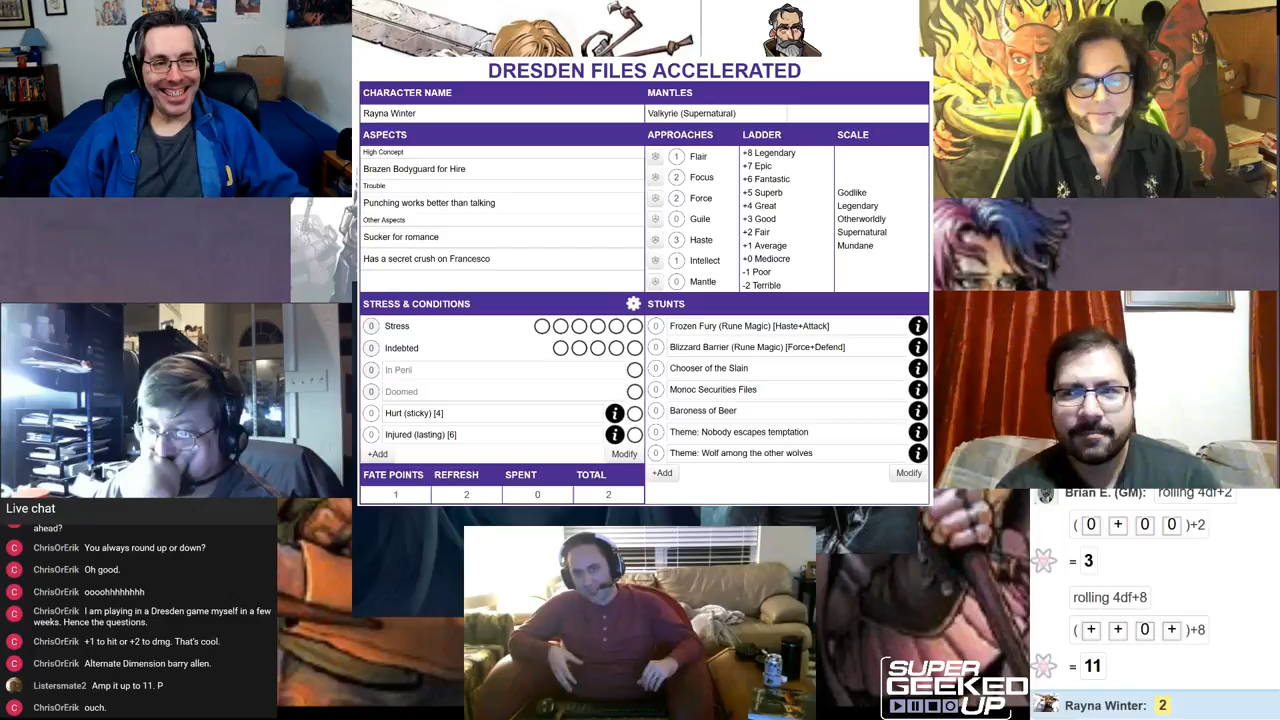 DRESDEN FILES ACCELERATED
CHARACTER NAME
MANTLES
Rayna Winter
Valkyrie (Supernatural)
ASPECTS
High Concept
Brazen Bodyguard for Hire
Trouble
Punching works better than talking
Other Aspects
Sucker for romance
Has a secret crush on Francesco
APPROACHES
LADDER
SCALE
1 Flair
2 Focus
2 Force
0 Guile
3 Haste
1 Intellect
0 Mantle
+8 Legendary
+7 Epic
+6 Fantastic
+5 Superb
+4 Great
+3 Good
+2 Fair
+1 Average
+0 Mediocre
-1 Poor
-2 Terrible
Godlike
Legendary
Otherworldly
Supernatural
Mundane
STRESS & CONDITIONS
0 Stress
0 Indebted
0 In Peril
0 Doomed
0 Hurt (sticky) [4] i
0 Injured (lasting) [6] i
+Add
Modify
FATE POINTS REFRESH SPENT TOTAL
1 2 0 2
STUNTS
0 Frozen Fury (Rune Magic) [Haste+Attack] i
0 Blizzard Barrier (Rune Magic) [Force+Defend] i
0 Chooser of the Slain i
0 Monoc Securities Files i
0 Baroness of Beer i
0 Theme: Nobody escapes temptation i
0 Theme: Wolf among the other wolves i
+Add
Modify
Live chat
ahead?
C ChrisOrErik You always round up or down?
C ChrisOrErik Oh good.
C ChrisOrErik oooohhhhhhhh
C ChrisOrErik I am playing in a Dresden game myself in a few
weeks. Hence the questions.
C ChrisOrErik +1 to hit or +2 to dmg. That's cool.
C ChrisOrErik Alternate Dimension barry allen.
Listersmate2 Amp it up to 11. P
C ChrisOrErik ouch.
Brian E. (GM): rolling 4df+2
( 0 + 0 0 )+2
= 3
rolling 4df+8
( + + 0 + )+8
= 11
Rayna Winter: 2
SUPER
GEEKED
UP